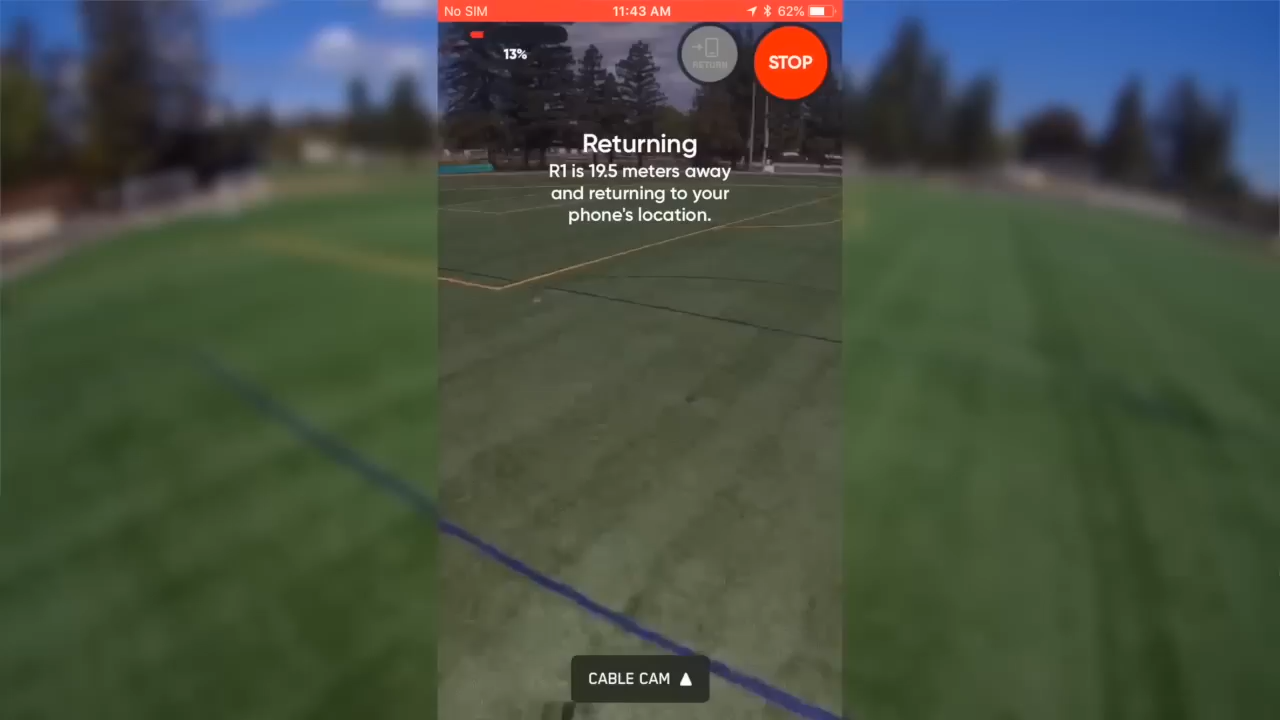 No SIM 11:43 AM 62%
13%
RETURN
STOP
Returning
R1 is 19.5 meters away
and returning to your
phone's location.
CABLE CAM